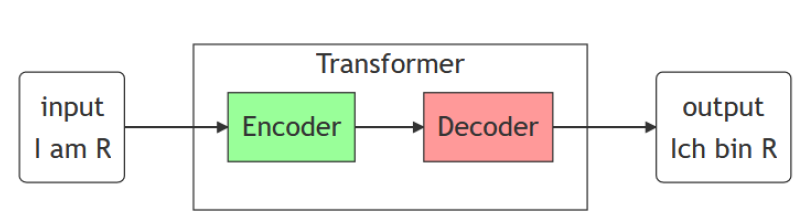 Transformer
input
I am R
Encoder
Decoder
output
Ich bin R